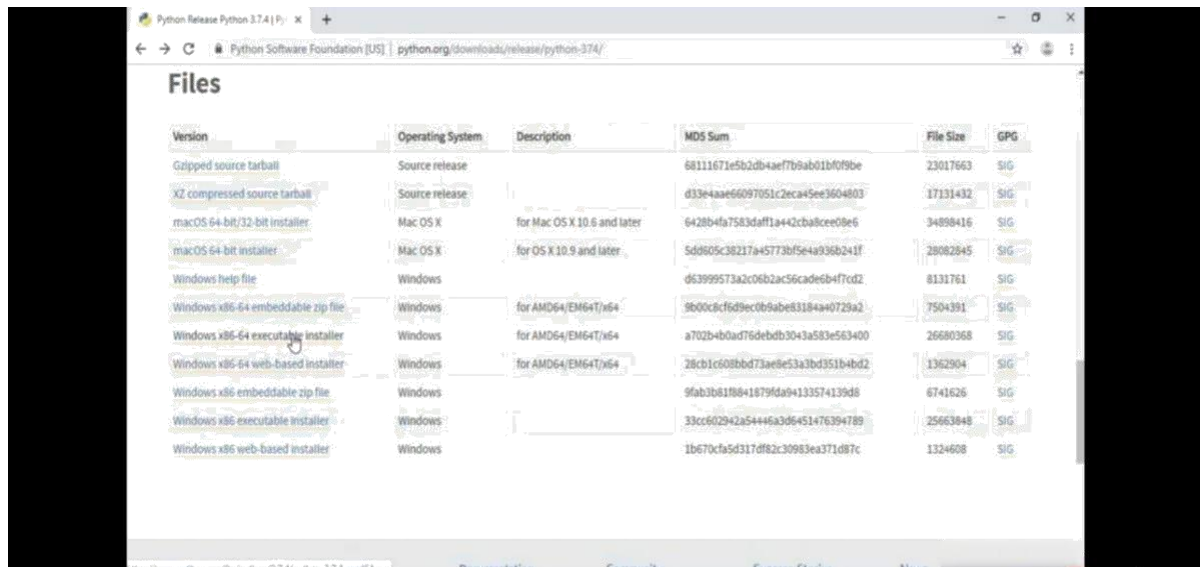 Python Release Python 3.7.4 | Py
Python Software Foundation [US] | python.org/downloads/release/python-374/
Files
Version Operating System Description MD5 Sum File Size GPG
Gzipped source tarball Source release 68111671e5b2db4aef7b9ab01bf0f9be 23017663 SIG
XZ compressed source tarball Source release d33e4aae66097051c2eca45ee3604803 17131432 SIG
macOS 64-bit/32-bit installer Mac OS X for Mac OS X 10.6 and later 6428b4fa7583daff1a442cba8cee08e6 34898416 SIG
macOS 64-bit installer Mac OS X for OS X 10.9 and later 5dd605c38217a45773bf5e4a936b241f 28082845 SIG
Windows help file Windows d63999573a2c06b2ac56cade6b4f7cd2 8131761 SIG
Windows x86-64 embeddable zip file Windows for AMD64/EM64T/x64 9b00c8cf6d9ec0b9abe83184a40729a2 7504391 SIG
Windows x86-64 executable installer Windows for AMD64/EM64T/x64 a702b4b0ad76debdb3043a583e563400 26680368 SIG
Windows x86-64 web-based installer Windows for AMD64/EM64T/x64 28cb1c608bbd73ae8e53a3bd351b4bd2 1362904 SIG
Windows x86 embeddable zip file Windows 9fab3b81f8841879fda94133574139d8 6741626 SIG
Windows x86 executable installer Windows 33cc602942a54446a3d6451476394789 25663848 SIG
Windows x86 web-based installer Windows 1b670cfa5d317df82c30983ea371d87c 1324608 SIG